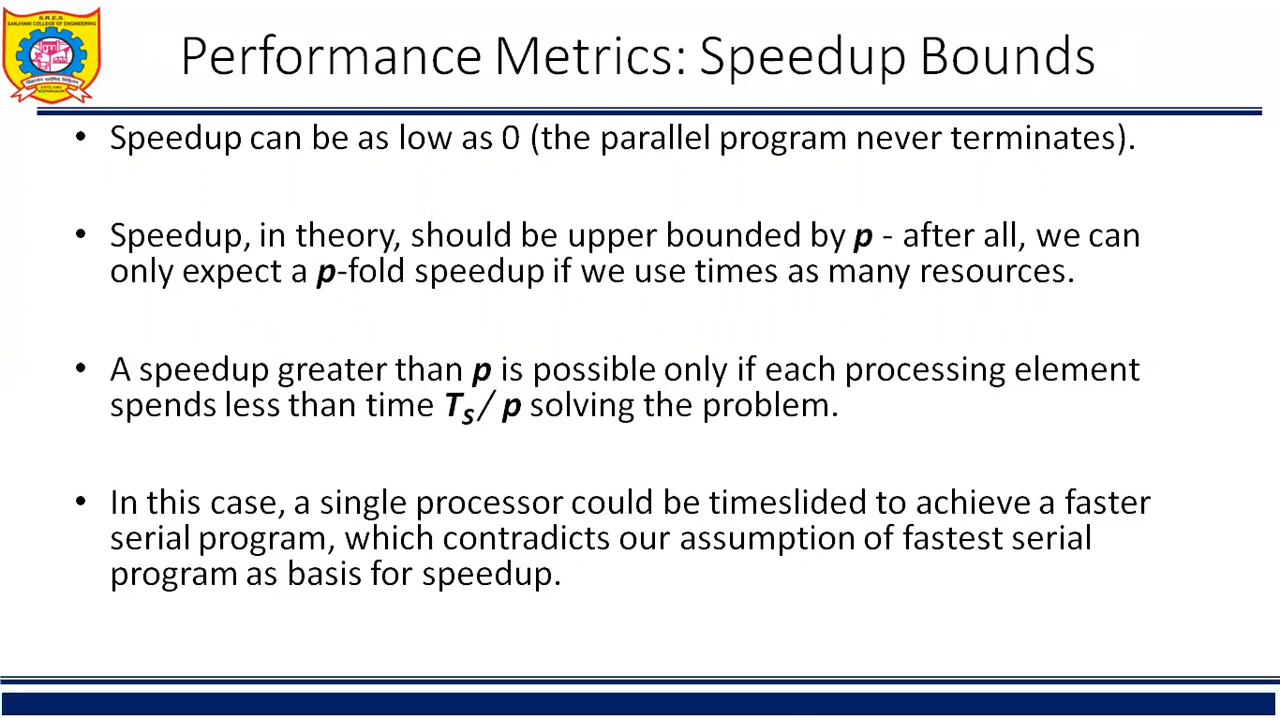 S.R.E.S.
SANJIVANI COLLEGE OF ENGINEERING
Performance Metrics: Speedup Bounds
• Speedup can be as low as 0 (the parallel program never terminates).
• Speedup, in theory, should be upper bounded by p - after all, we can
only expect a p-fold speedup if we use times as many resources.
• A speedup greater than p is possible only if each processing element
spends less than time TS / p solving the problem.
• In this case, a single processor could be timeslided to achieve a faster
serial program, which contradicts our assumption of fastest serial
program as basis for speedup.